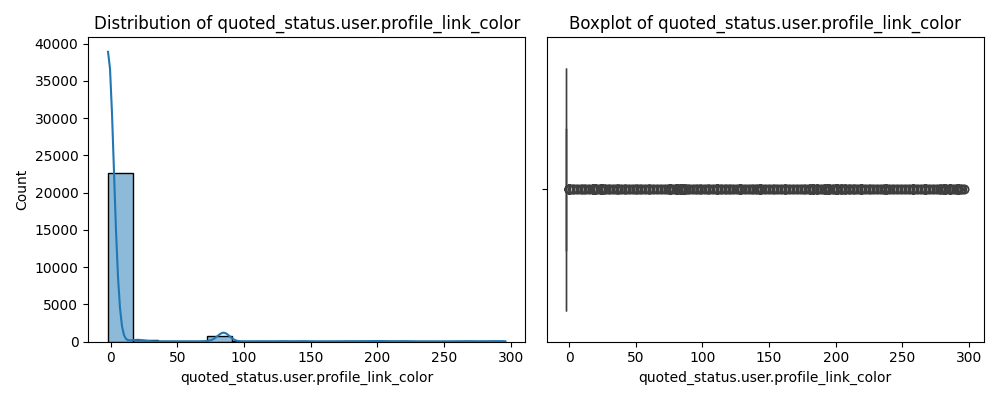 Distribution of quoted_status.user.profile_link_color
Count
40000
35000
30000
25000
20000
15000
10000
5000
0
0 50 100 150 200 250 300
quoted_status.user.profile_link_color
Boxplot of quoted_status.user.profile_link_color
0 50 100 150 200 250 300
quoted_status.user.profile_link_color